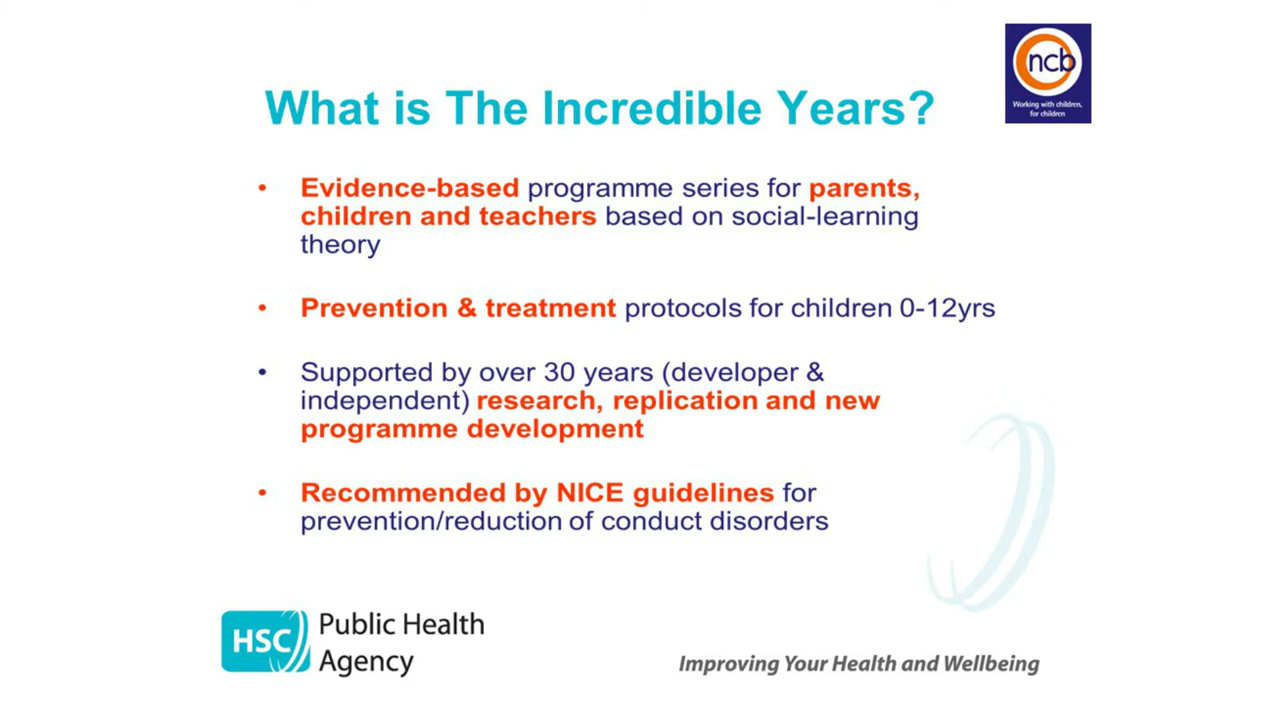 ncb
Working with children,
for children
What is The Incredible Years?
• Evidence-based programme series for parents,
children and teachers based on social-learning
theory
• Prevention & treatment protocols for children 0-12yrs
• Supported by over 30 years (developer &
independent) research, replication and new
programme development
• Recommended by NICE guidelines for
prevention/reduction of conduct disorders
HSC Public Health
Agency
Improving Your Health and Wellbeing